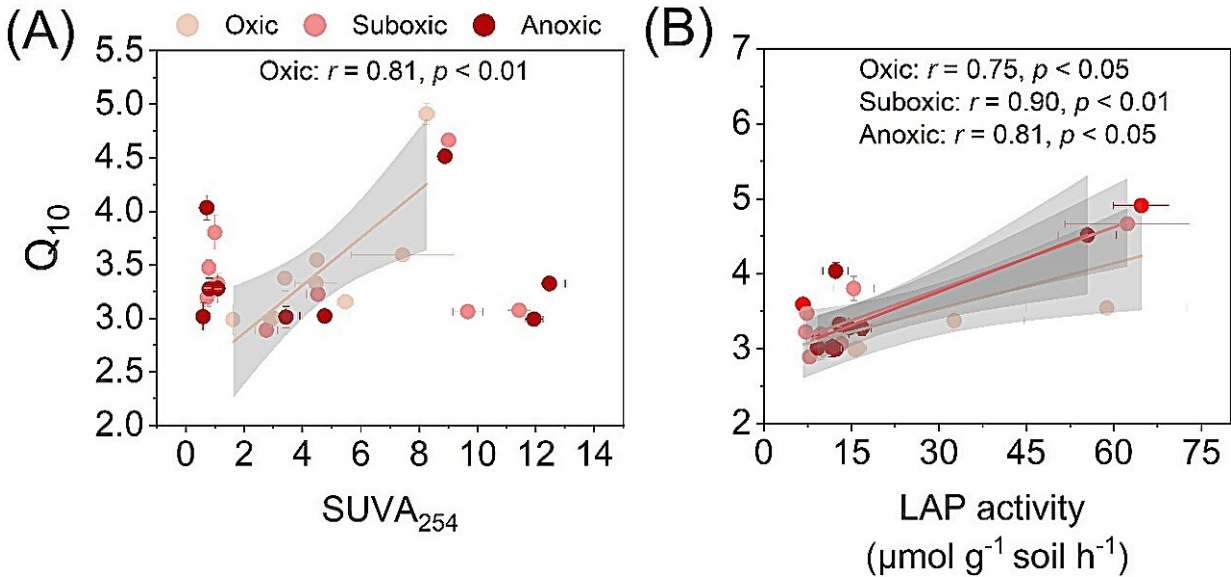 (A)
Oxic Suboxic Anoxic
Oxic: r = 0.81, p < 0.01
5.5
5.0
4.5
4.0
3.5
3.0
2.5
2.0
Q10
0 2 4 6 8 10 12 14
SUVA254
(B)
Oxic: r = 0.75, p < 0.05
Suboxic: r = 0.90, p < 0.01
Anoxic: r = 0.81, p < 0.05
7
6
5
4
3
2
0 15 30 45 60 75
LAP activity
(μmol g-1 soil h-1)